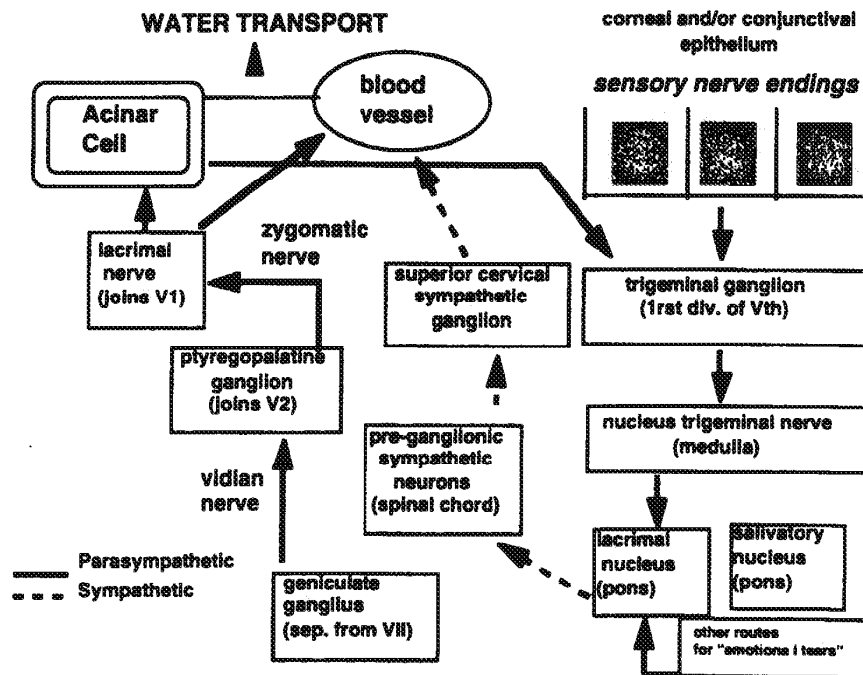 WATER TRANSPORT
corneal and/or conjunctival
epithelium
sensory nerve endings
Acinar
Cell
blood
vessel
lacrimal
nerve
(joins V1)
zygomatic
nerve
superior cervical
sympathetic
ganglion
trigeminal ganglion
(1rst div. of Vth)
ptyregopalatine
ganglion
(joins V2)
nucleus trigeminal nerve
(medulla)
pre-ganglionic
sympathetic
neurons
(spinal chord)
vidian
nerve
lacrimal
nucleus
(pons)
salivatory
nucleus
(pons)
Parasympathetic
Sympathetic
geniculate
ganglius
(sep. from VII)
other routes
for "emotiona l tears"